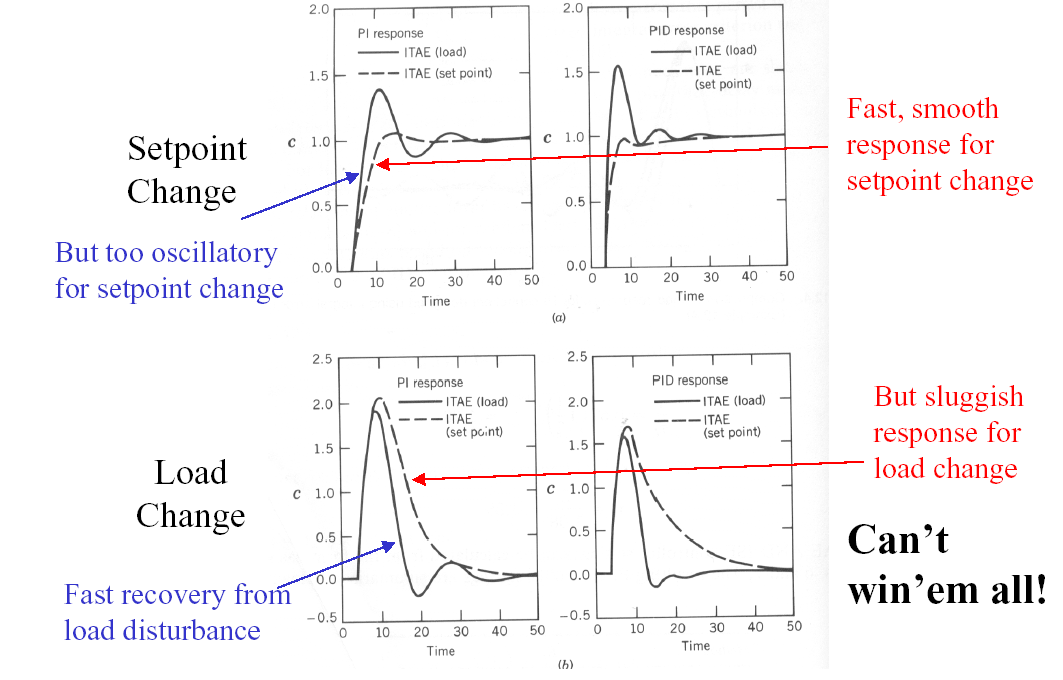 2.0
PI response
ITAE (load)
ITAE (set point)
1.5
c
1.0
0.5
0.0
0 10 20 30 40 50
Time
2.0
PID response
ITAE (load)
ITAE
(set point)
1.5
c
1.0
0.5
0.0
0 10 20 30 40 50
Time
(a)
Setpoint
Change
But too oscillatory
for setpoint change
Fast, smooth
response for
setpoint change
2.5
PI response
ITAE (load)
ITAE
(set point)
2.0
1.5
c
1.0
0.5
0.0
-0.5
0 10 20 30 40 50
Time
2.5
PID response
ITAE (load)
ITAE
(set point)
2.0
1.5
c
1.0
0.5
0.0
-0.5
0 10 20 30 40 50
Time
(b)
Load
Change
Fast recovery from
load disturbance
But sluggish
response for
load change
Can't
win'em all!